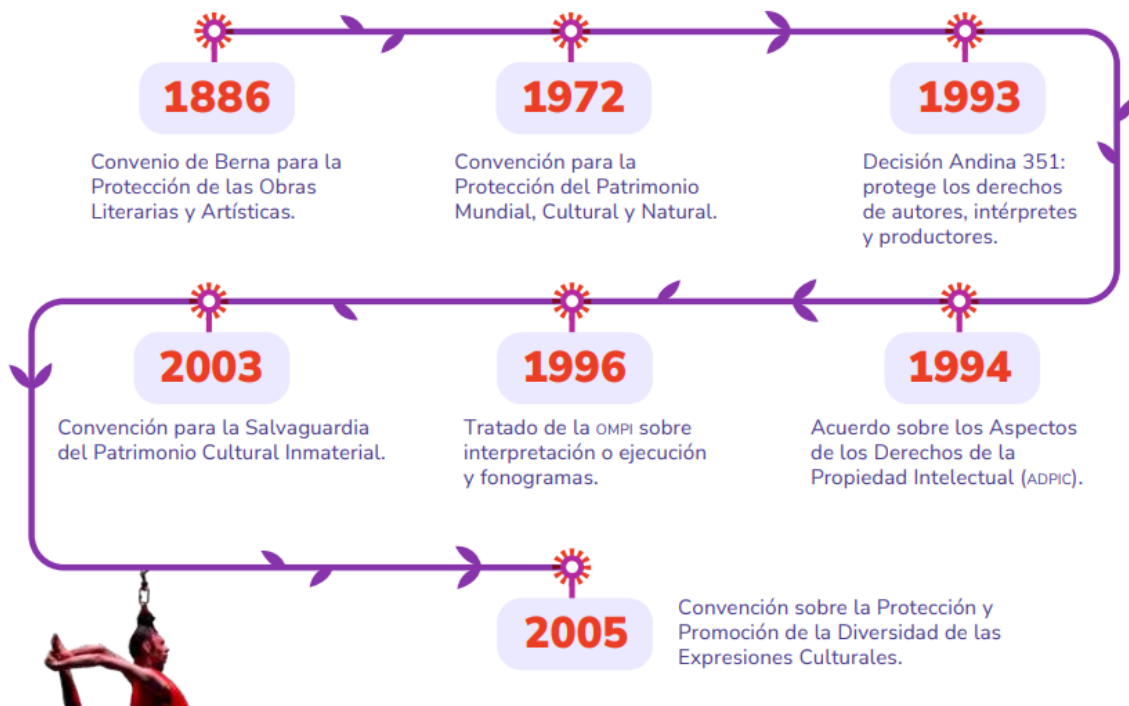 1886
Convenio de Berna para la
Protección de las Obras
Literarias y Artísticas.
1972
Convención para la
Protección del Patrimonio
Mundial, Cultural y Natural.
1993
Decisión Andina 351:
protege los derechos
de autores, intérpretes
y productores.
1994
Acuerdo sobre los Aspectos
de los Derechos de la
Propiedad Intelectual (ADPIC).
1996
Tratado de la OMPI sobre
interpretación o ejecución
y fonogramas.
2003
Convención para la Salvaguardia
del Patrimonio Cultural Inmaterial.
2005
Convención sobre la Protección y
Promoción de la Diversidad de las
Expresiones Culturales.